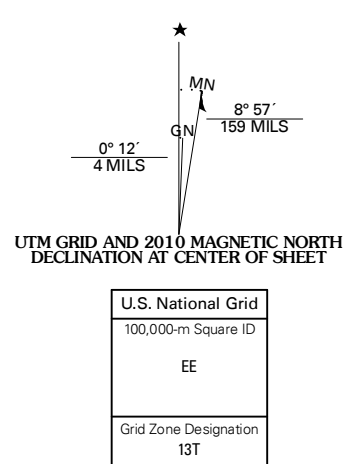 ★
MN
8° 57´
159 MILS
GN
0° 12´
4 MILS
UTM GRID AND 2010 MAGNETIC NORTH
DECLINATION AT CENTER OF SHEET
U.S. National Grid
100,000-m Square ID
EE
Grid Zone Designation
13T